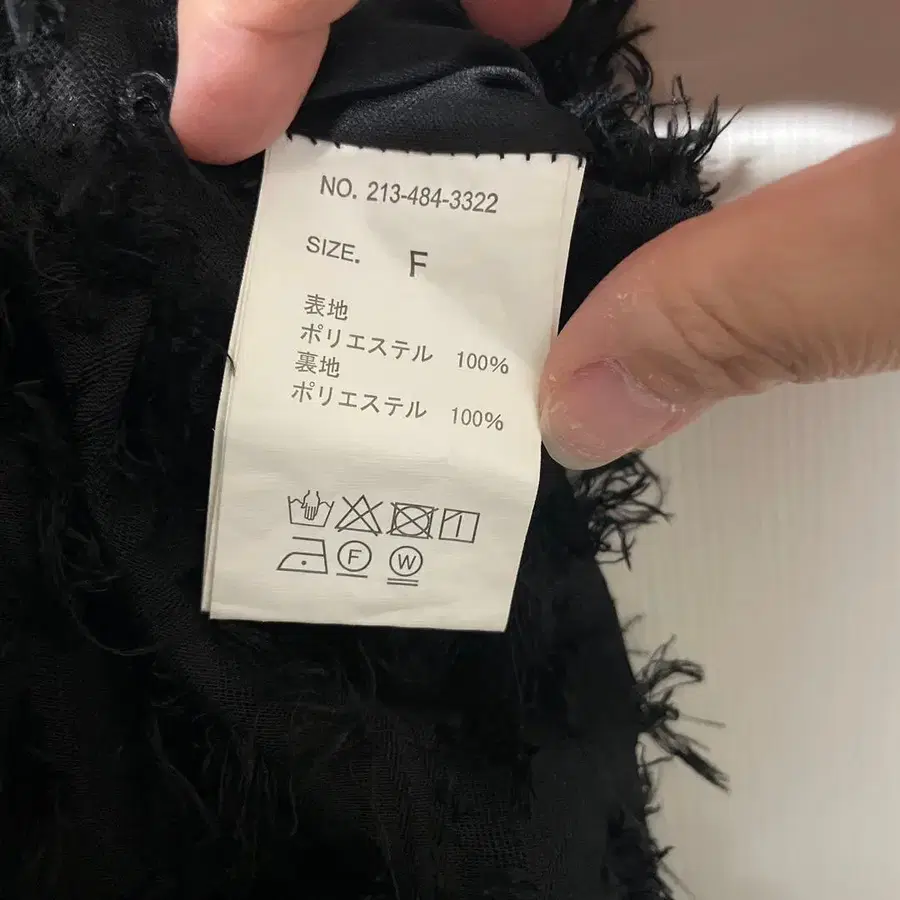 NO. 213-484-3322
SIZE. F
表地
ポリエステル 100%
裏地
ポリエステル 100%
F W